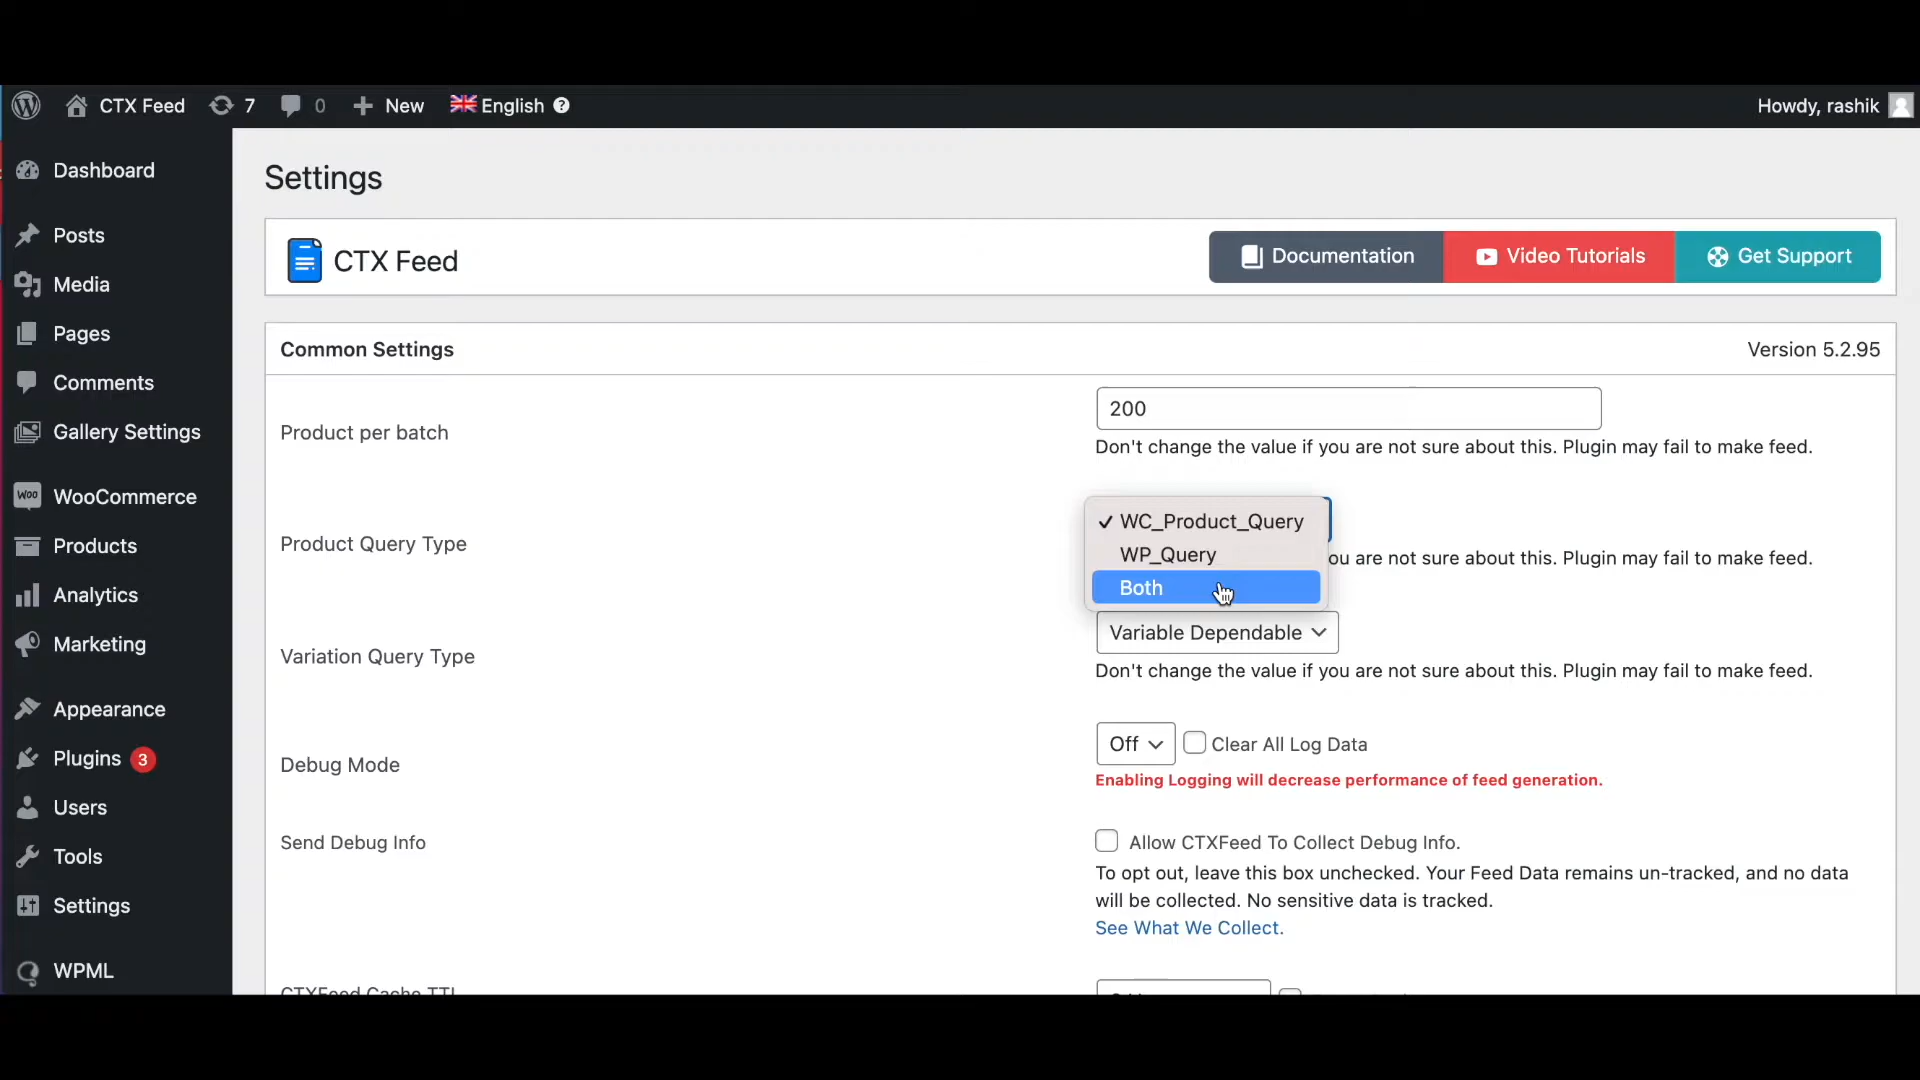 CTX Feed 7 0 New English Howdy, rashik
Dashboard
Posts
Media
Pages
Comments
Gallery Settings
WooCommerce
Products
Analytics
Marketing
Appearance
Plugins 3
Users
Tools
Settings
WPML
Settings
CTX Feed
Documentation Video Tutorials Get Support
Common Settings Version 5.2.95
Product per batch
200
Don't change the value if you are not sure about this. Plugin may fail to make feed.
Product Query Type
WC_Product_Query
WP_Query
Both
ou are not sure about this. Plugin may fail to make feed.
Variation Query Type
Variable Dependable
Don't change the value if you are not sure about this. Plugin may fail to make feed.
Debug Mode
Off Clear All Log Data
Enabling Logging will decrease performance of feed generation.
Send Debug Info
Allow CTXFeed To Collect Debug Info.
To opt out, leave this box unchecked. Your Feed Data remains un-tracked, and no data
will be collected. No sensitive data is tracked.
See What We Collect.
CTXFeed Cache TTL